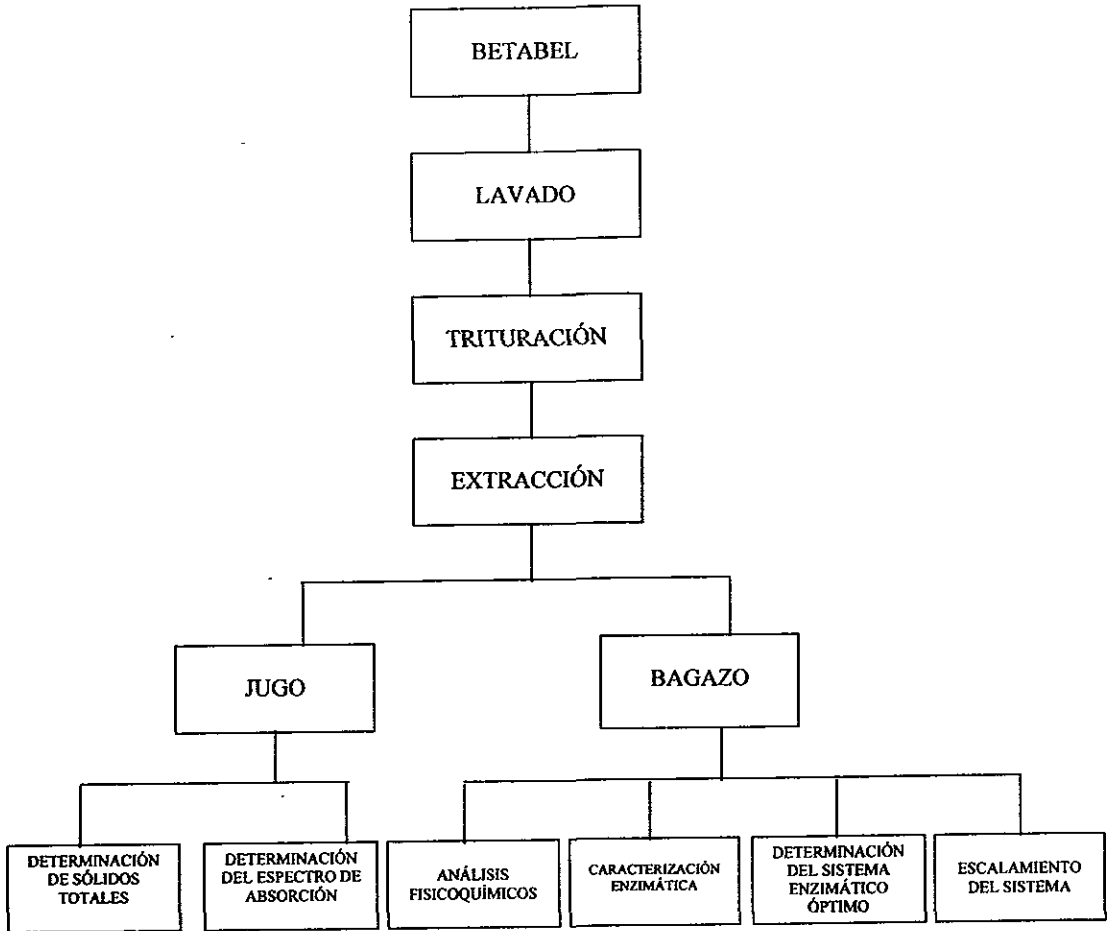 BETABEL
LAVADO
TRITURACIÓN
EXTRACCIÓN
JUGO
BAGAZO
DETERMINACIÓN
DE SÓLIDOS
TOTALES
DETERMINACIÓN
DEL ESPECTRO DE
ABSORCIÓN
ANÁLISIS
FISICOQUÍMICOS
CARACTERIZACIÓN
ENZIMÁTICA
DETERMINACIÓN
DEL SISTEMA
ENZIMÁTICO
ÓPTIMO
ESCALAMIENTO
DEL SISTEMA